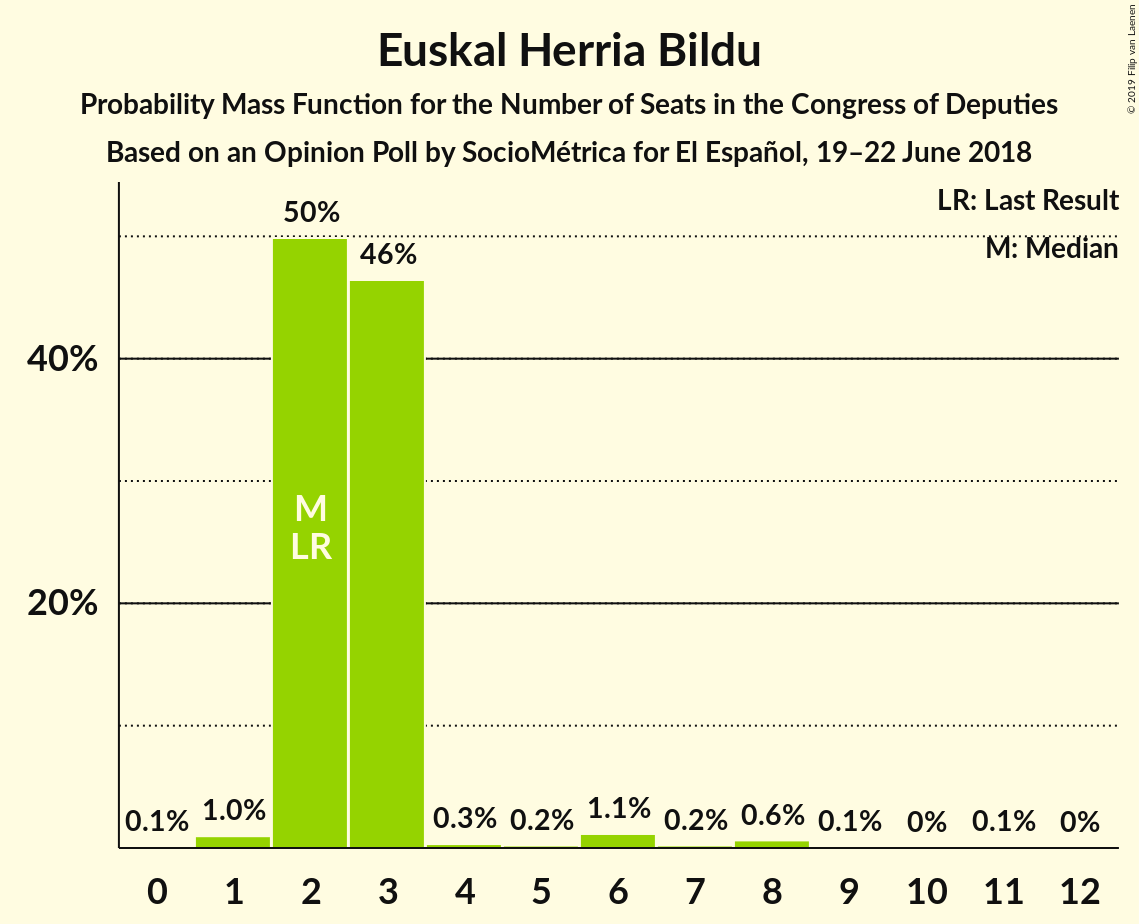 Euskal Herria Bildu
Probability Mass Function for the Number of Seats in the Congress of Deputies
Based on an Opinion Poll by SocioMétrica for El Español, 19–22 June 2018
© 2019 Filip van Laenen
LR: Last Result
M: Median
50%
46%
40%
M
LR
20%
0.1%
1.0%
0.3%
0.2%
1.1%
0.2%
0.6%
0.1%
0%
0.1%
0%
0 1 2 3 4 5 6 7 8 9 10 11 12